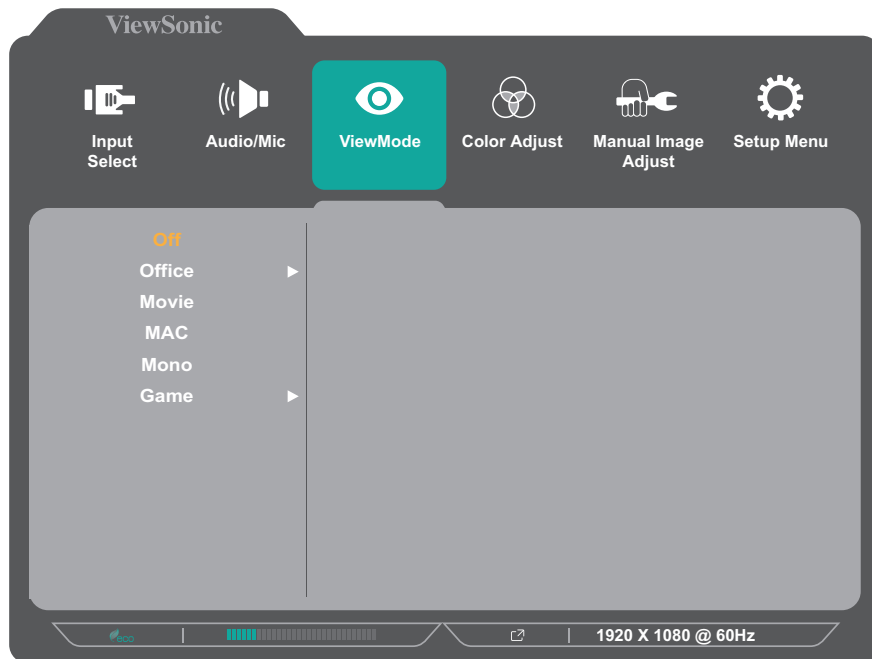 ViewSonic
Input
Select
Audio/Mic
ViewMode
Color Adjust
Manual Image
Adjust
Setup Menu
Off
Office
Movie
MAC
Mono
Game
eco
1920 X 1080 @ 60Hz